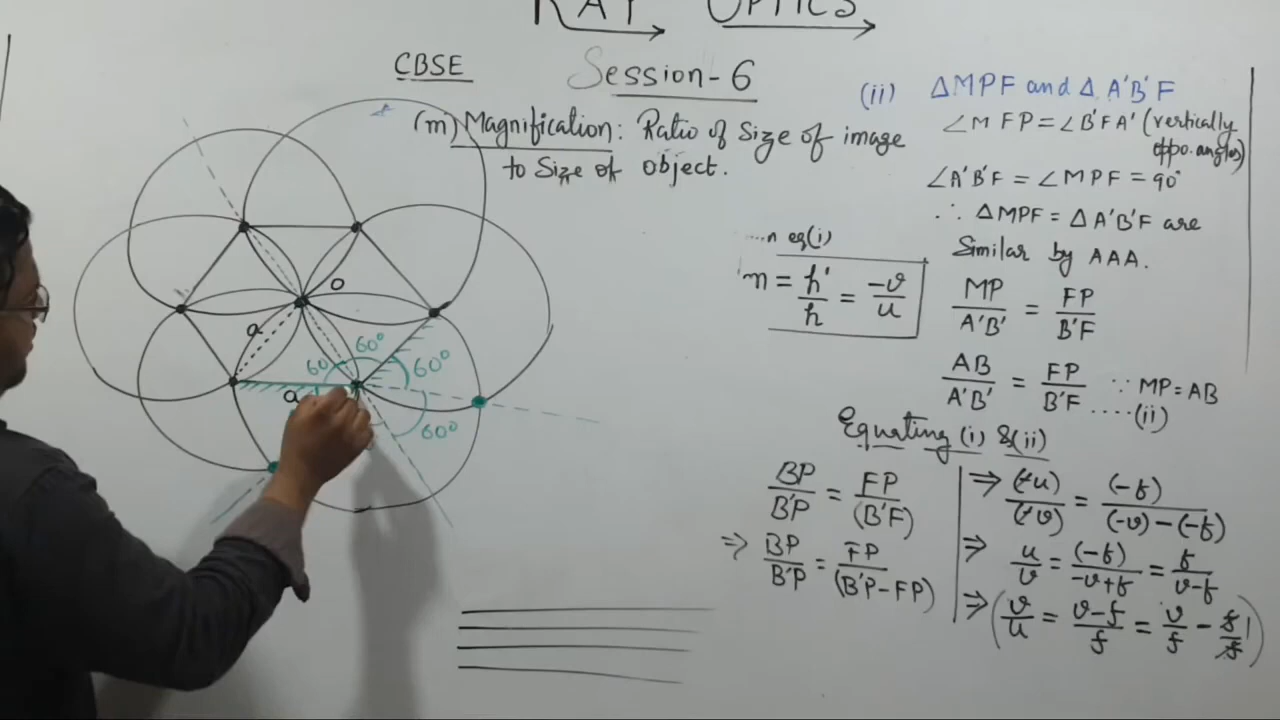 RAY OPTICS
CBSE
Session-6
(m) Magnification: Ratio of Size of image
to Size of object.
O
a
60°
60
60°
a
60°
n eq(i)
m = h'/h = -v/u
(ii) ΔMPF and Δ A'B'F
∠MFP = ∠B'FA' (vertically
oppo. angles)
∠A'B'F = ∠MPF = 90°
∴ ΔMPF = ΔA'B'F are
Similar by AAA.
MP/A'B' = FP/B'F
AB/A'B' = FP/B'F ∵ MP = AB
....(ii)
Equating (i) &(ii)
BP/B'P = FP/(B'F)
⇒ BP/B'P = FP/(B'P-FP)
⇒ (-u)/(-v) = (-f)/(-v)-(-f)
⇒ u/v = (-f)/-v+f = f/v-f
⇒ (v/u = v-f/f = v/f - f/f)